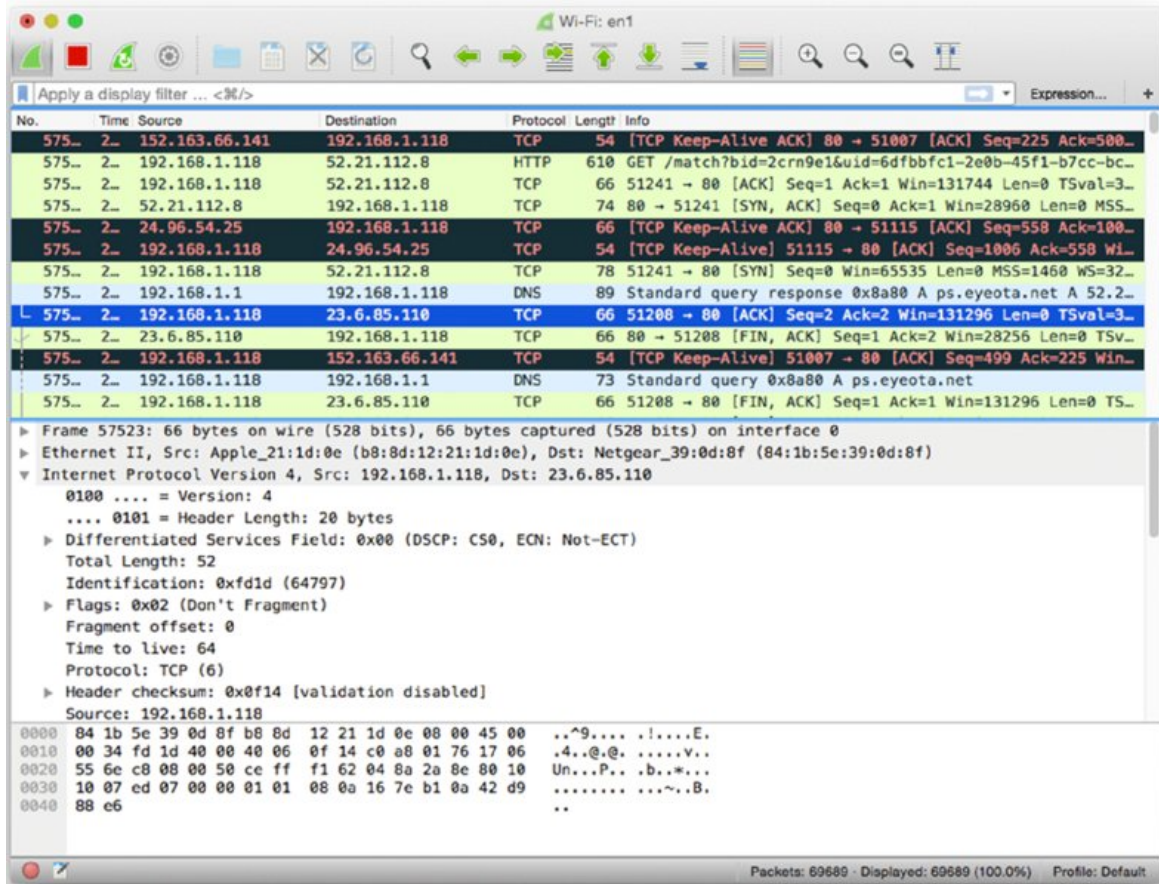 Wi-Fi: en1
Apply a display filter ... <⌘/>
Expression...
+
No. Time Source Destination Protocol Length Info
575… 2… 152.163.66.141 192.168.1.118 TCP 54 [TCP Keep-Alive ACK] 80 → 51007 [ACK] Seq=225 Ack=500…
575… 2… 192.168.1.118 52.21.112.8 HTTP 610 GET /match?bid=2crn9e1&uid=6dfbbfc1-2e0b-45f1-b7cc-bc…
575… 2… 192.168.1.118 52.21.112.8 TCP 66 51241 → 80 [ACK] Seq=1 Ack=1 Win=131744 Len=0 TSval=3…
575… 2… 52.21.112.8 192.168.1.118 TCP 74 80 → 51241 [SYN, ACK] Seq=0 Ack=1 Win=28960 Len=0 MSS…
575… 2… 24.96.54.25 192.168.1.118 TCP 66 [TCP Keep-Alive ACK] 80 → 51115 [ACK] Seq=558 Ack=100…
575… 2… 192.168.1.118 24.96.54.25 TCP 54 [TCP Keep-Alive] 51115 → 80 [ACK] Seq=1006 Ack=558 Wi…
575… 2… 192.168.1.118 52.21.112.8 TCP 78 51241 → 80 [SYN] Seq=0 Win=65535 Len=0 MSS=1460 WS=32…
575… 2… 192.168.1.1 192.168.1.118 DNS 89 Standard query response 0x8a80 A ps.eyeota.net A 52.2…
575… 2… 192.168.1.118 23.6.85.110 TCP 66 51208 → 80 [ACK] Seq=2 Ack=2 Win=131296 Len=0 TSval=3…
575… 2… 23.6.85.110 192.168.1.118 TCP 66 80 → 51208 [FIN, ACK] Seq=1 Ack=2 Win=28256 Len=0 TSv…
575… 2… 192.168.1.118 152.163.66.141 TCP 54 [TCP Keep-Alive] 51007 → 80 [ACK] Seq=499 Ack=225 Win…
575… 2… 192.168.1.118 192.168.1.1 DNS 73 Standard query 0x8a80 A ps.eyeota.net
575… 2… 192.168.1.118 23.6.85.110 TCP 66 51208 → 80 [FIN, ACK] Seq=1 Ack=1 Win=131296 Len=0 TS…
Frame 57523: 66 bytes on wire (528 bits), 66 bytes captured (528 bits) on interface 0
Ethernet II, Src: Apple_21:1d:0e (b8:8d:12:21:1d:0e), Dst: Netgear_39:0d:8f (84:1b:5e:39:0d:8f)
Internet Protocol Version 4, Src: 192.168.1.118, Dst: 23.6.85.110
0100 .... = Version: 4
.... 0101 = Header Length: 20 bytes
Differentiated Services Field: 0x00 (DSCP: CS0, ECN: Not-ECT)
Total Length: 52
Identification: 0xfd1d (64797)
Flags: 0x02 (Don't Fragment)
Fragment offset: 0
Time to live: 64
Protocol: TCP (6)
Header checksum: 0x0f14 [validation disabled]
Source: 192.168.1.118
0000 84 1b 5e 39 0d 8f b8 8d 12 21 1d 0e 08 00 45 00 ..^9.... .!....E.
0010 00 34 fd 1d 40 00 40 06 0f 14 c0 a8 01 76 17 06 .4..@.@. .....v..
0020 55 6e c8 08 00 50 ce ff f1 62 04 8a 2a 8e 80 10 Un...P.. .b..*...
0030 10 07 ed 07 00 00 01 01 08 0a 16 7e b1 0a 42 d9 ........ ...~..B.
0040 88 e6 ..
Packets: 69689 · Displayed: 69689 (100.0%) Profile: Default